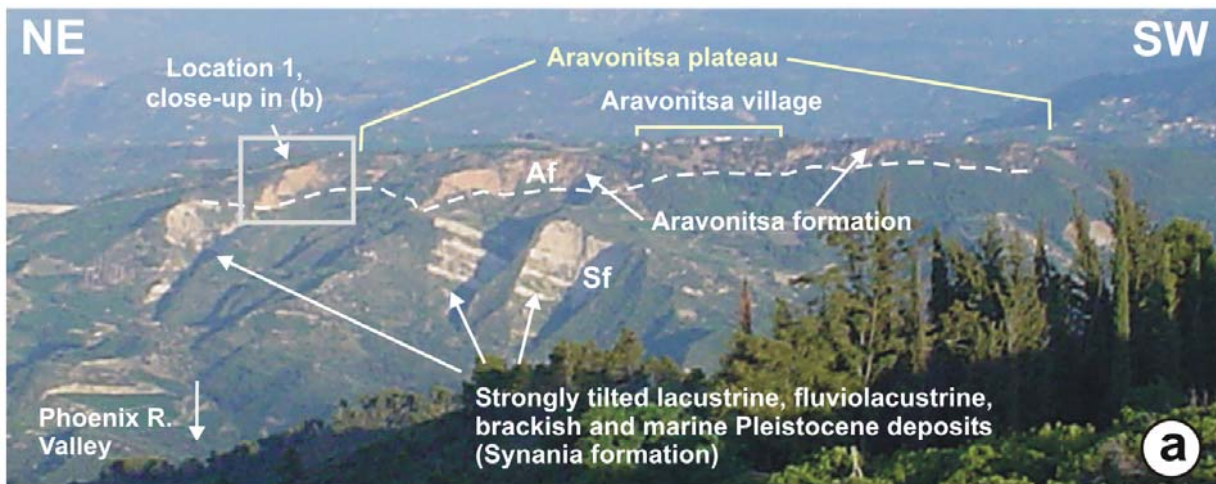 NE
SW
Location 1,
close-up in (b)
Aravonitsa plateau
Aravonitsa village
Af
Aravonitsa formation
Sf
Strongly tilted lacustrine, fluviolacustrine,
brackish and marine Pleistocene deposits
(Synania formation)
Phoenix R.
Valley
a